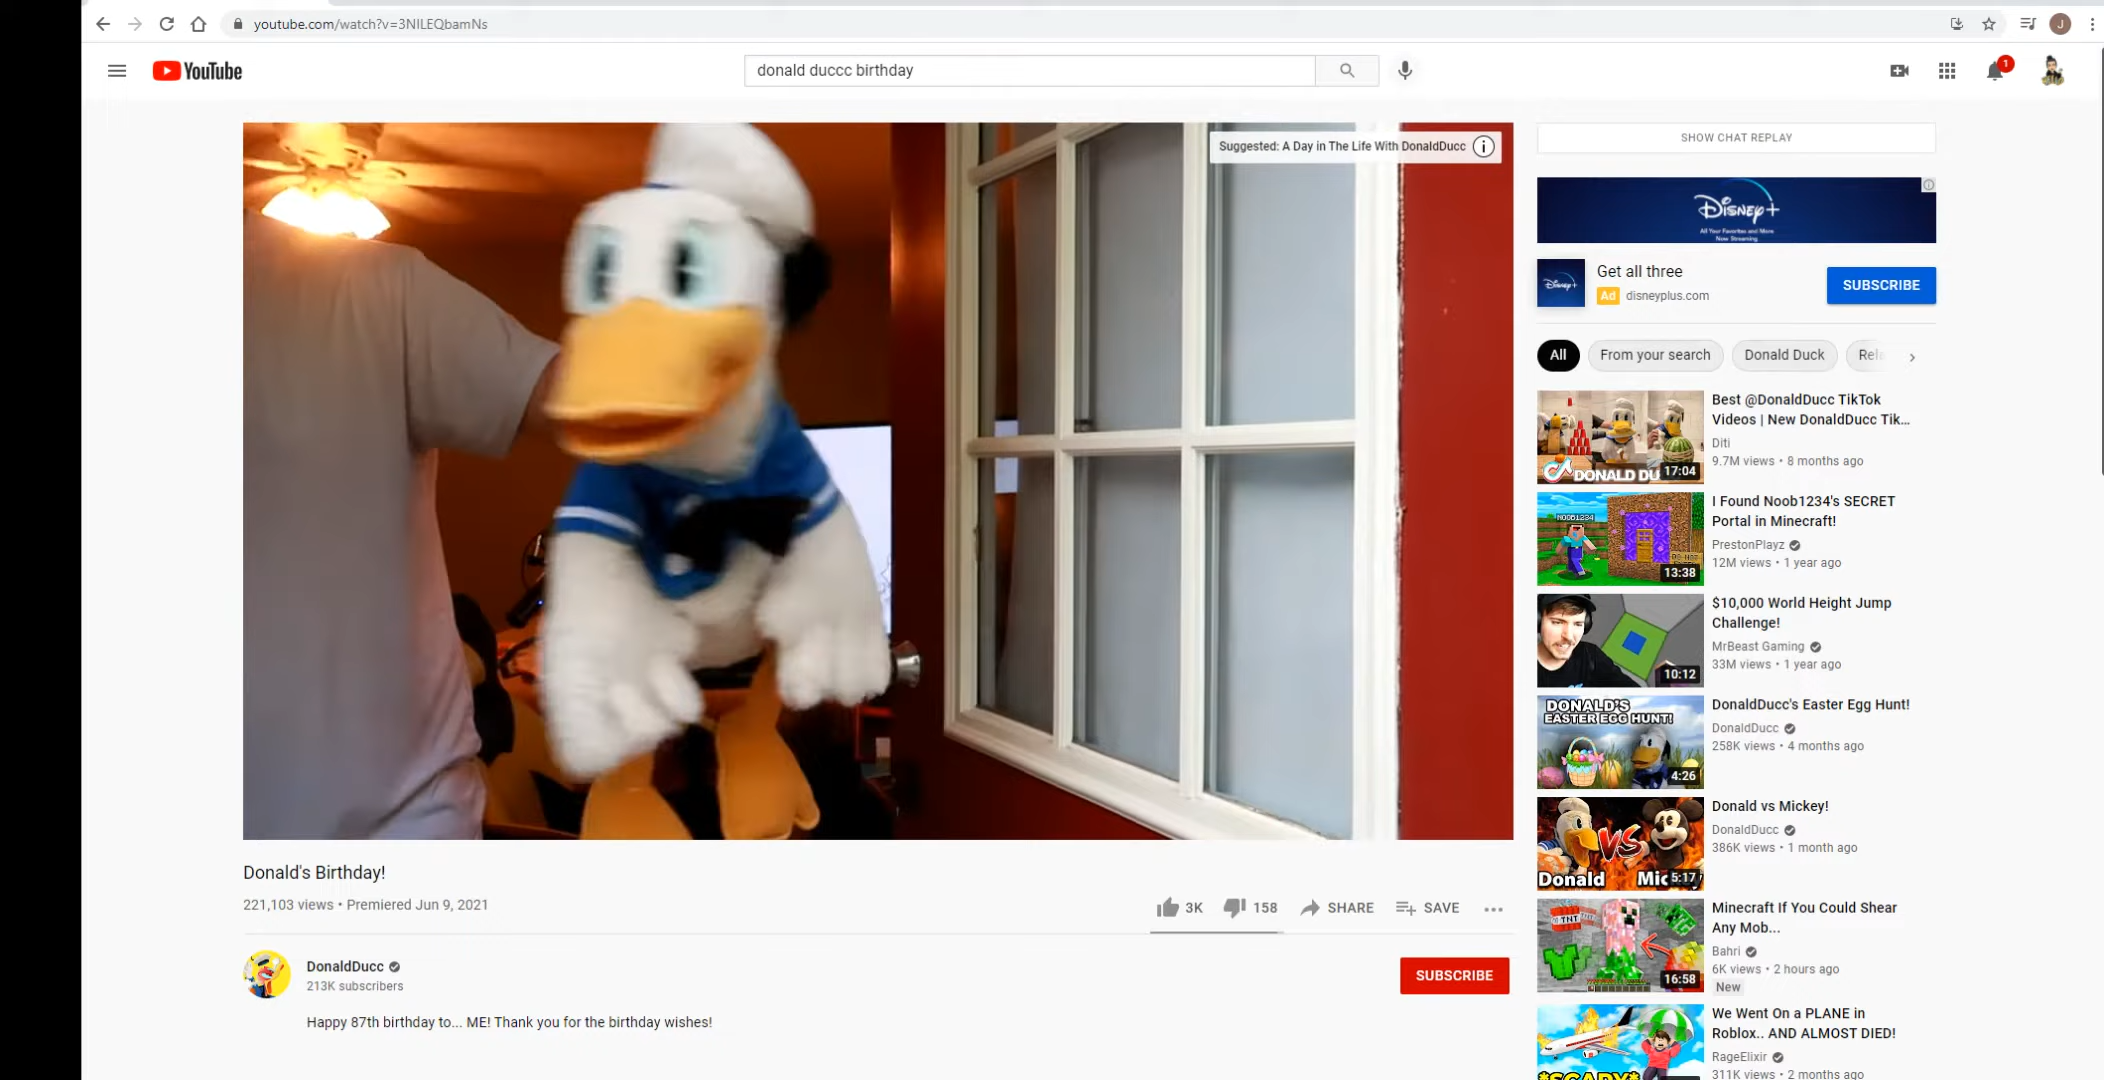 youtube.com/watch?v=3NILEQbamNs
J
YouTube
donald duccc birthday
1
Suggested: A Day in The Life With DonaldDucc
Donald's Birthday!
221,103 views • Premiered Jun 9, 2021
3K
158
SHARE
SAVE
DonaldDucc
213K subscribers
SUBSCRIBE
Happy 87th birthday to... ME! Thank you for the birthday wishes!
SHOW CHAT REPLAY
Disney+
All Your Favorites and More
Now Streaming
Disney+
Get all three
Ad disneyplus.com
SUBSCRIBE
All
From your search
Donald Duck
DONALD DU
17:04
Best @DonaldDucc TikTok
Videos | New DonaldDucc Tik...
Diti
9.7M views • 8 months ago
NOOB1234
13:38
I Found Noob1234's SECRET
Portal in Minecraft!
PrestonPlayz
12M views • 1 year ago
10:12
$10,000 World Height Jump
Challenge!
MrBeast Gaming
33M views • 1 year ago
DONALD'S
EASTER EGG HUNT!
4:26
DonaldDucc's Easter Egg Hunt!
DonaldDucc
258K views • 4 months ago
VS
Donald
5:17
Donald vs Mickey!
DonaldDucc
386K views • 1 month ago
TNT
TNT
16:58
Minecraft If You Could Shear
Any Mob...
Bahri
6K views • 2 hours ago
New
*SCARY*
We Went On a PLANE in
Roblox.. AND ALMOST DIED!
RageElixir
311K views • 2 months ago